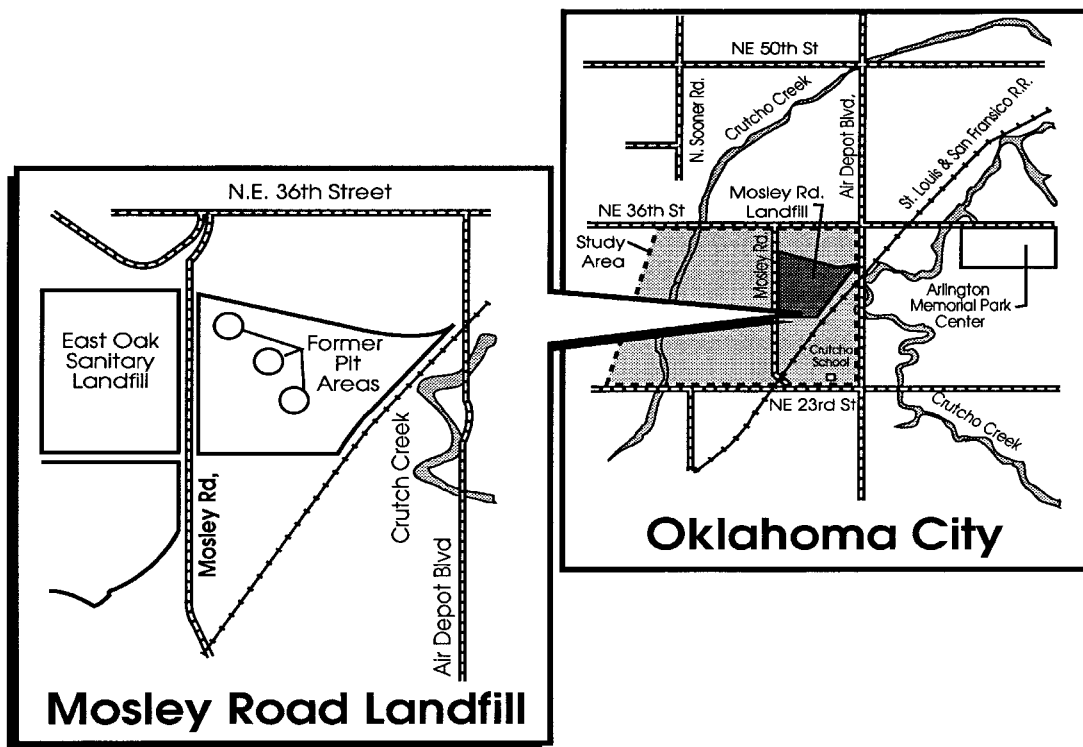 N.E. 36th Street
East Oak
Sanitary
Landfill
Former
Pit
Areas
Mosley Rd,
Crutch Creek
Air Depot Blvd
Mosley Road Landfill
NE 50th St
N. Sooner Rd.
Crutcho Creek
Air Depot Blvd,
St. Louis & San Fransico R.R.
NE 36th St
Mosley Rd.
Landfill
Study
Area
Mosley Rd,
Arlington
Memorial Park
Center
Crutcho
School
NE 23rd St
Crutcho Creek
Oklahoma City